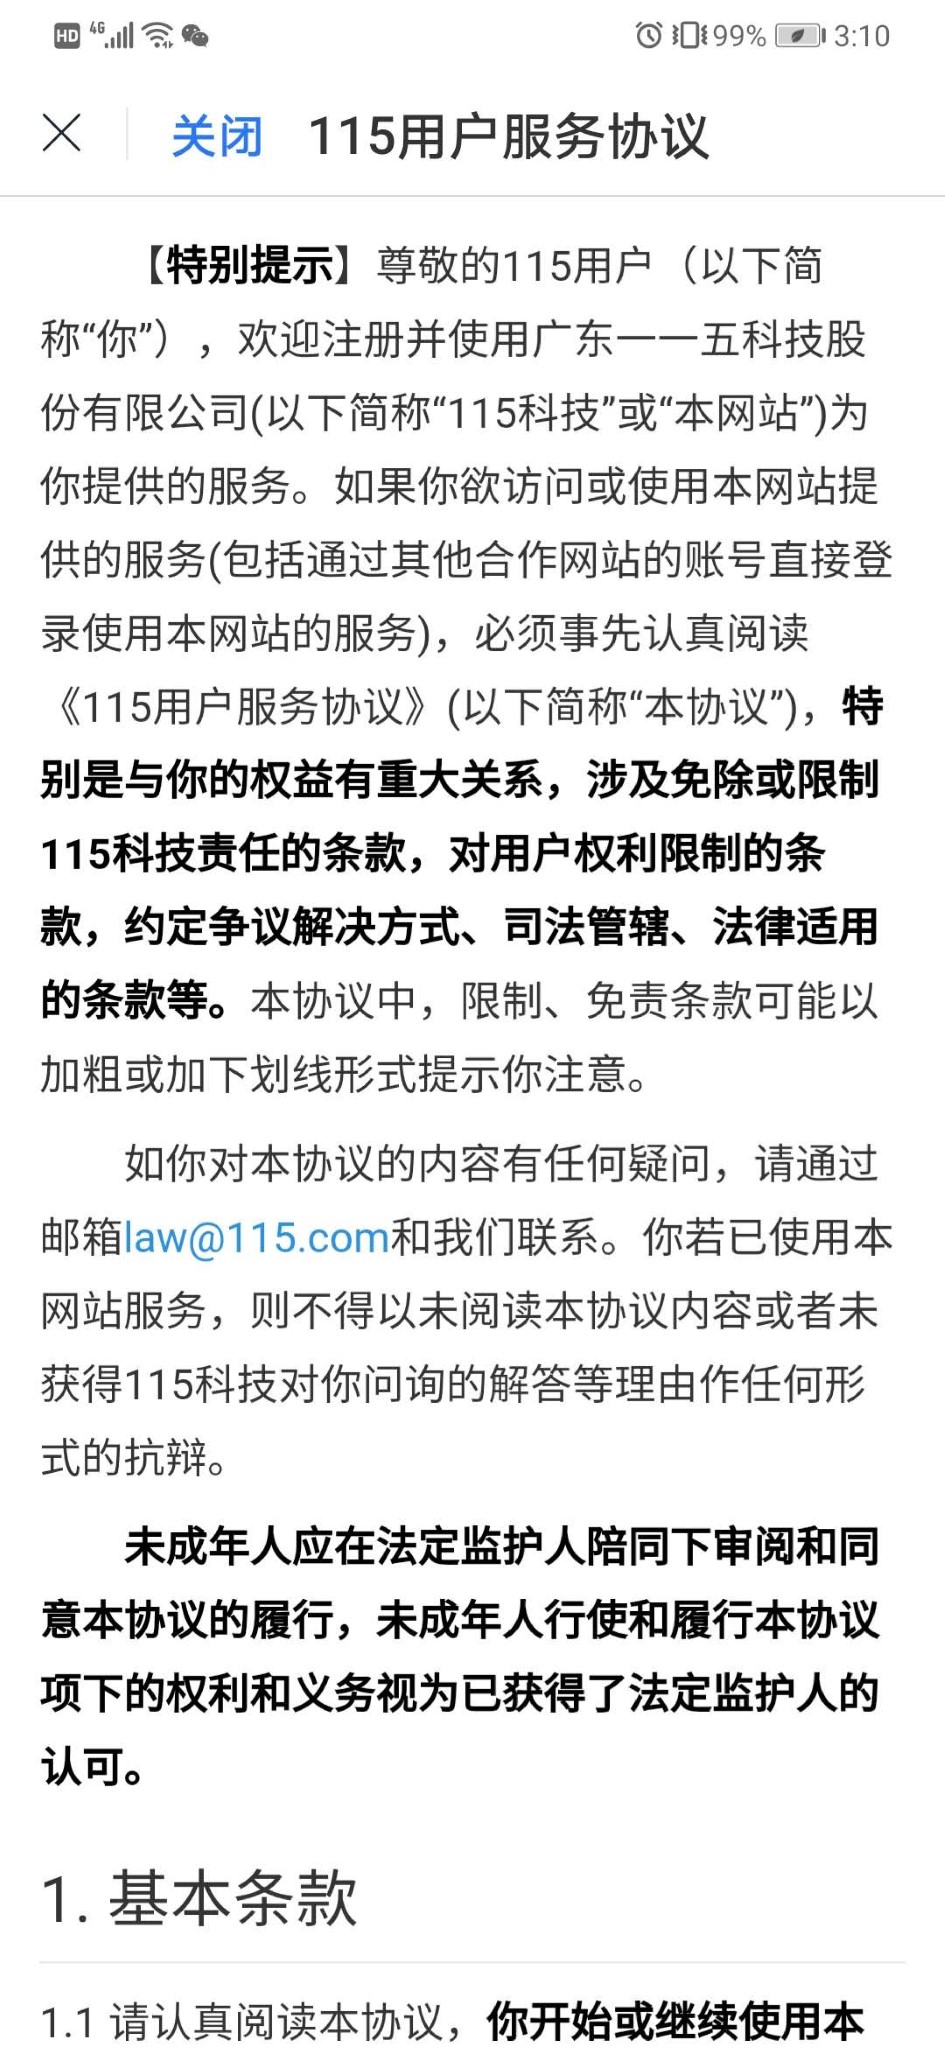 HD 4G 99% 3:10
关闭 115用户服务协议
【特别提示】尊敬的115用户（以下简
称“你”），欢迎注册并使用广东一一五科技股
份有限公司(以下简称“115科技”或“本网站”)为
你提供的服务。如果你欲访问或使用本网站提
供的服务(包括通过其他合作网站的账号直接登
录使用本网站的服务)，必须事先认真阅读
《115用户服务协议》(以下简称“本协议”)，特
别是与你的权益有重大关系，涉及免除或限制
115科技责任的条款，对用户权利限制的条
款，约定争议解决方式、司法管辖、法律适用
的条款等。本协议中，限制、免责条款可能以
加粗或加下划线形式提示你注意。
如你对本协议的内容有任何疑问，请通过
邮箱law@115.com和我们联系。你若已使用本
网站服务，则不得以未阅读本协议内容或者未
获得115科技对你问询的解答等理由作任何形
式的抗辩。
未成年人应在法定监护人陪同下审阅和同
意本协议的履行，未成年人行使和履行本协议
项下的权利和义务视为已获得了法定监护人的
认可。
1. 基本条款
1.1 请认真阅读本协议，你开始或继续使用本